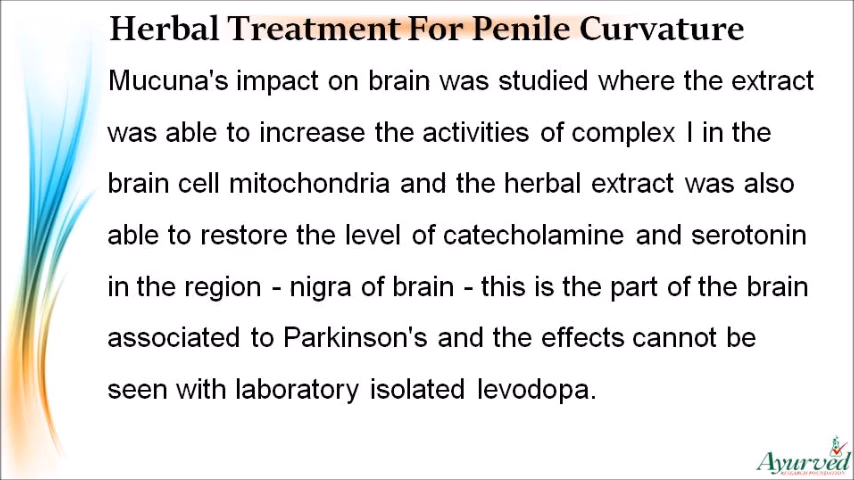 Herbal Treatment For Penile Curvature
Mucuna's impact on brain was studied where the extract
was able to increase the activities of complex I in the
brain cell mitochondria and the herbal extract was also
able to restore the level of catecholamine and serotonin
in the region - nigra of brain - this is the part of the brain
associated to Parkinson's and the effects cannot be
seen with laboratory isolated levodopa.
Ayurved
RESEARCH FOUNDATION